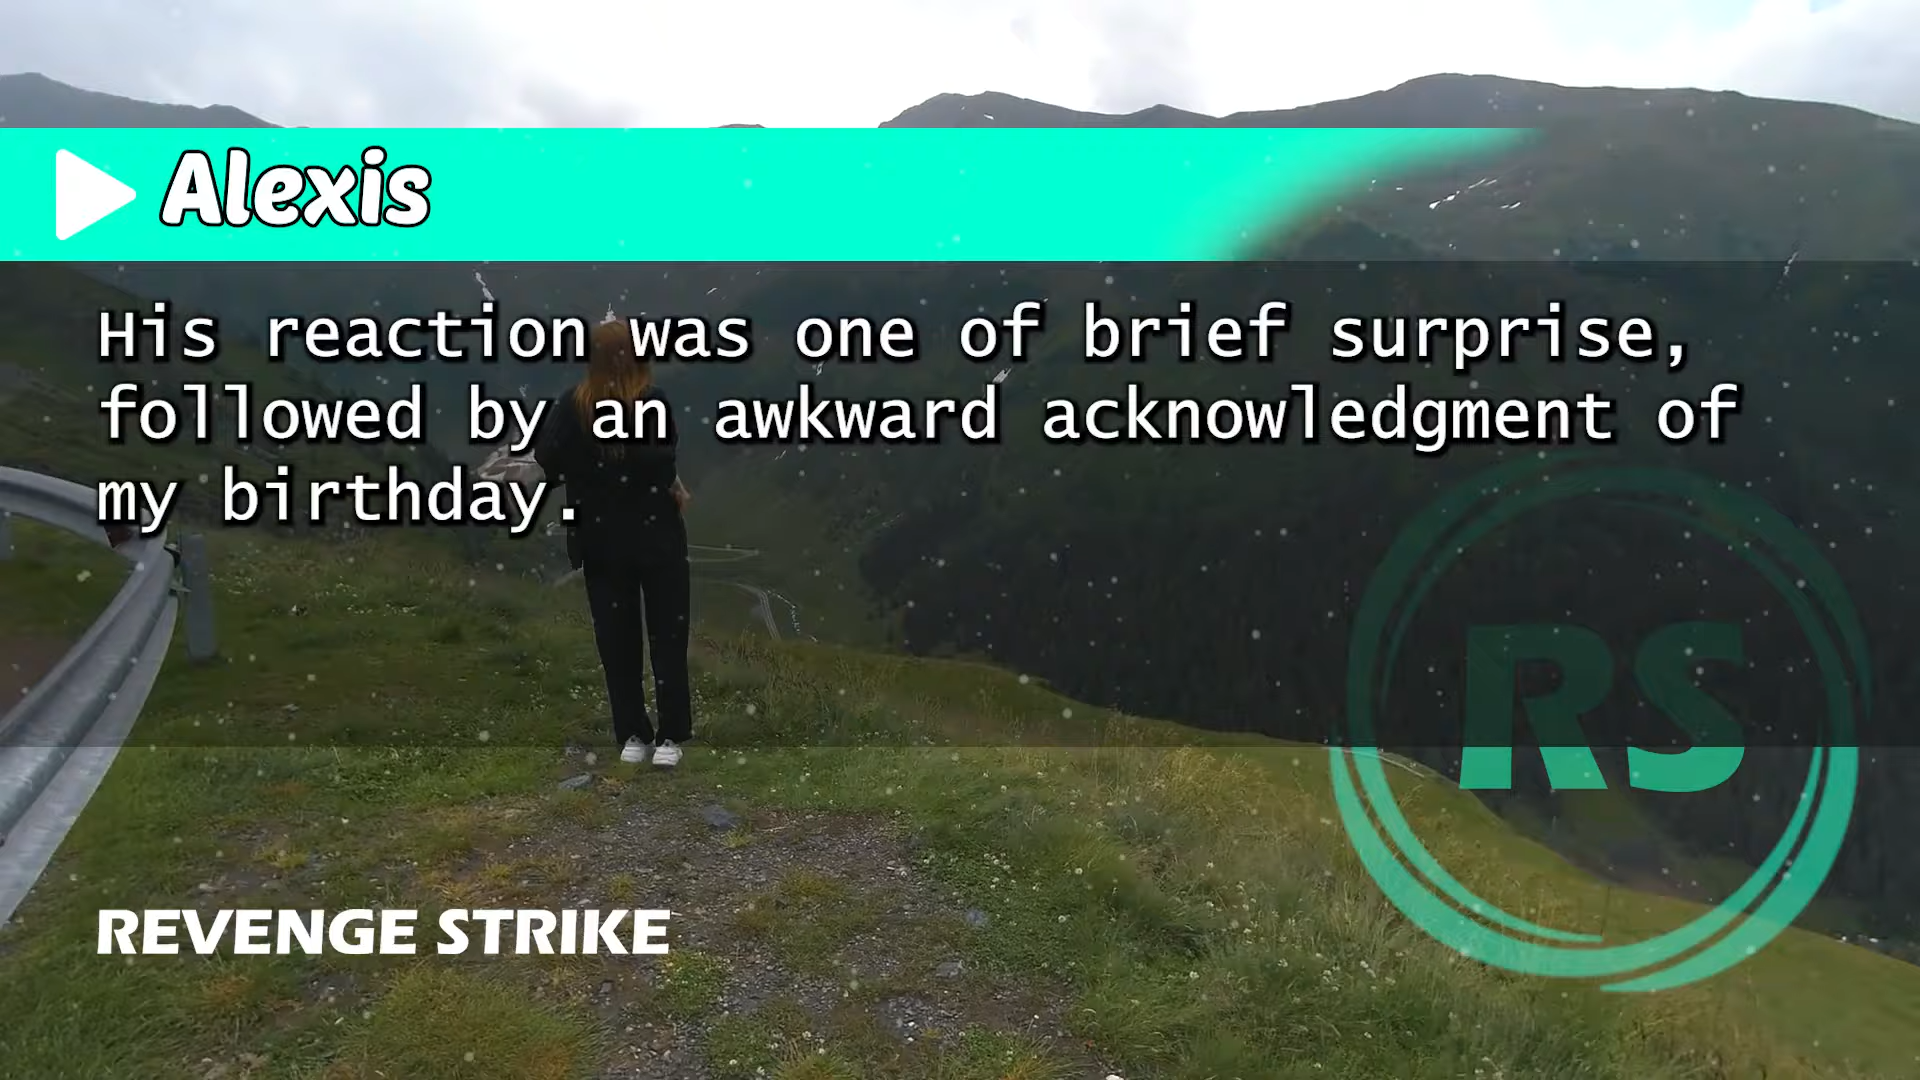 Alexis
His reaction was one of brief surprise,
followed by an awkward acknowledgment of
my birthday.
RS
REVENGE STRIKE